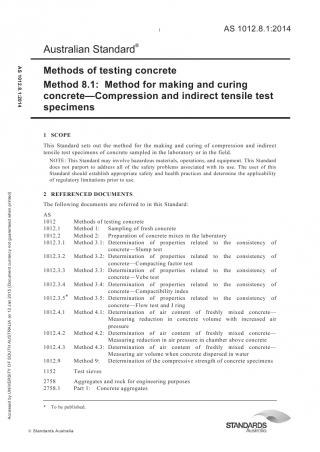 1
AS 1012.8.1:2014
Australian Standard®
Methods of testing concrete
Method 8.1: Method for making and curing
concrete—Compression and indirect tensile test
specimens
1 SCOPE
This Standard sets out the method for the making and curing of compression and indirect
tensile test specimens of concrete sampled in the laboratory or in the field.
NOTE: This Standard may involve hazardous materials, operations, and equipment. This Standard
does not purport to address all of the safety problems associated with its use. The user of this
Standard should establish appropriate safety and health practices and determine the applicability
of regulatory limitations prior to use.
2 REFERENCED DOCUMENTS
The following documents are referred to in this Standard:
AS
1012 Methods of testing concrete
1012.1 Method 1: Sampling of fresh concrete
1012.2 Method 2: Preparation of concrete mixes in the laboratory
1012.3.1 Method 3.1: Determination of properties related to the consistency of
concrete—Slump test
1012.3.2 Method 3.2: Determination of properties related to the consistency of
concrete—Compacting factor test
1012.3.3 Method 3.3: Determination of properties related to the consistency of
concrete—Vebe test
1012.3.4 Method 3.4: Determination of properties related to the consistency of
concrete—Compactibility index
1012.3.5* Method 3.5: Determination of properties related to the consistency of
concrete—Flow test and J ring
1012.4.1 Method 4.1: Determination of air content of freshly mixed concrete—
Measuring reduction in concrete volume with increased air
pressure
1012.4.2 Method 4.2: Determination of air content of freshly mixed concrete—
Measuring reduction in air pressure in chamber above concrete
1012.4.3 Method 4.3: Determination of air content of freshly mixed concrete—
Measuring air volume when concrete dispersed in water
1012.9 Method 9: Determination of the compressive strength of concrete specimens
1152 Test sieves
2758 Aggregates and rock for engineering purposes
2758.1 Part 1: Concrete aggregates
* To be published.
© Standards Australia
STANDARDS
Australia
AS 1012.8.1:2014
Accessed by UNIVERSITY OF SOUTH AUSTRALIA on 12 Jan 2015 (Document currency not guaranteed when printed)